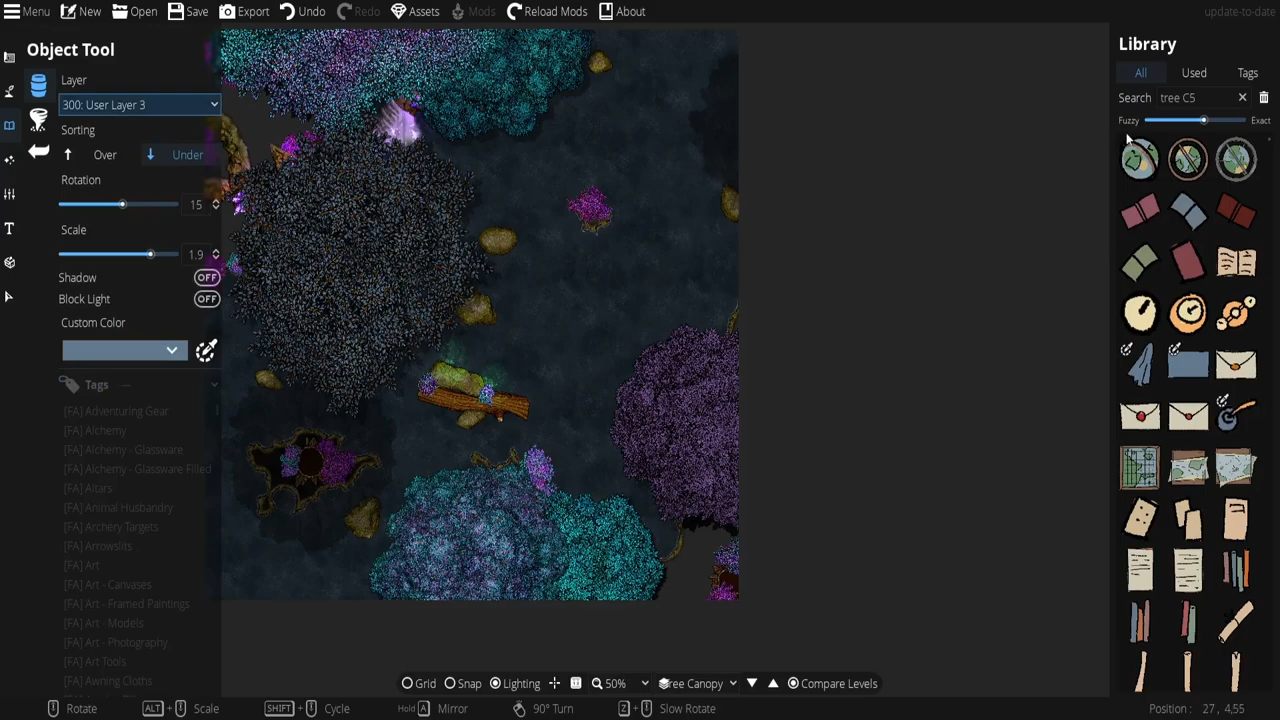 Menu New Open Save Export Undo Redo Assets Mods Reload Mods About update-to-date
Object Tool
Layer
300: User Layer 3
Sorting
Over Under
Rotation
15
Scale
1.9
Shadow OFF
Block Light OFF
Custom Color
Tags
[FA] Adventuring Gear
[FA] Alchemy
[FA] Alchemy - Glassware
[FA] Alchemy - Glassware Filled
[FA] Altars
[FA] Animal Husbandry
[FA] Archery Targets
[FA] Arrowslits
[FA] Art
[FA] Art - Canvases
[FA] Art - Framed Paintings
[FA] Art - Models
[FA] Art - Photography
[FA] Art Tools
[FA] Awning Cloths
Library
All Used Tags
Search tree C5
Fuzzy Exact
Grid Snap Lighting 50% Tree Canopy Compare Levels
Rotate ALT + Scale SHIFT + Cycle Hold A Mirror 90° Turn Z + Slow Rotate Position : 27 , 4,55